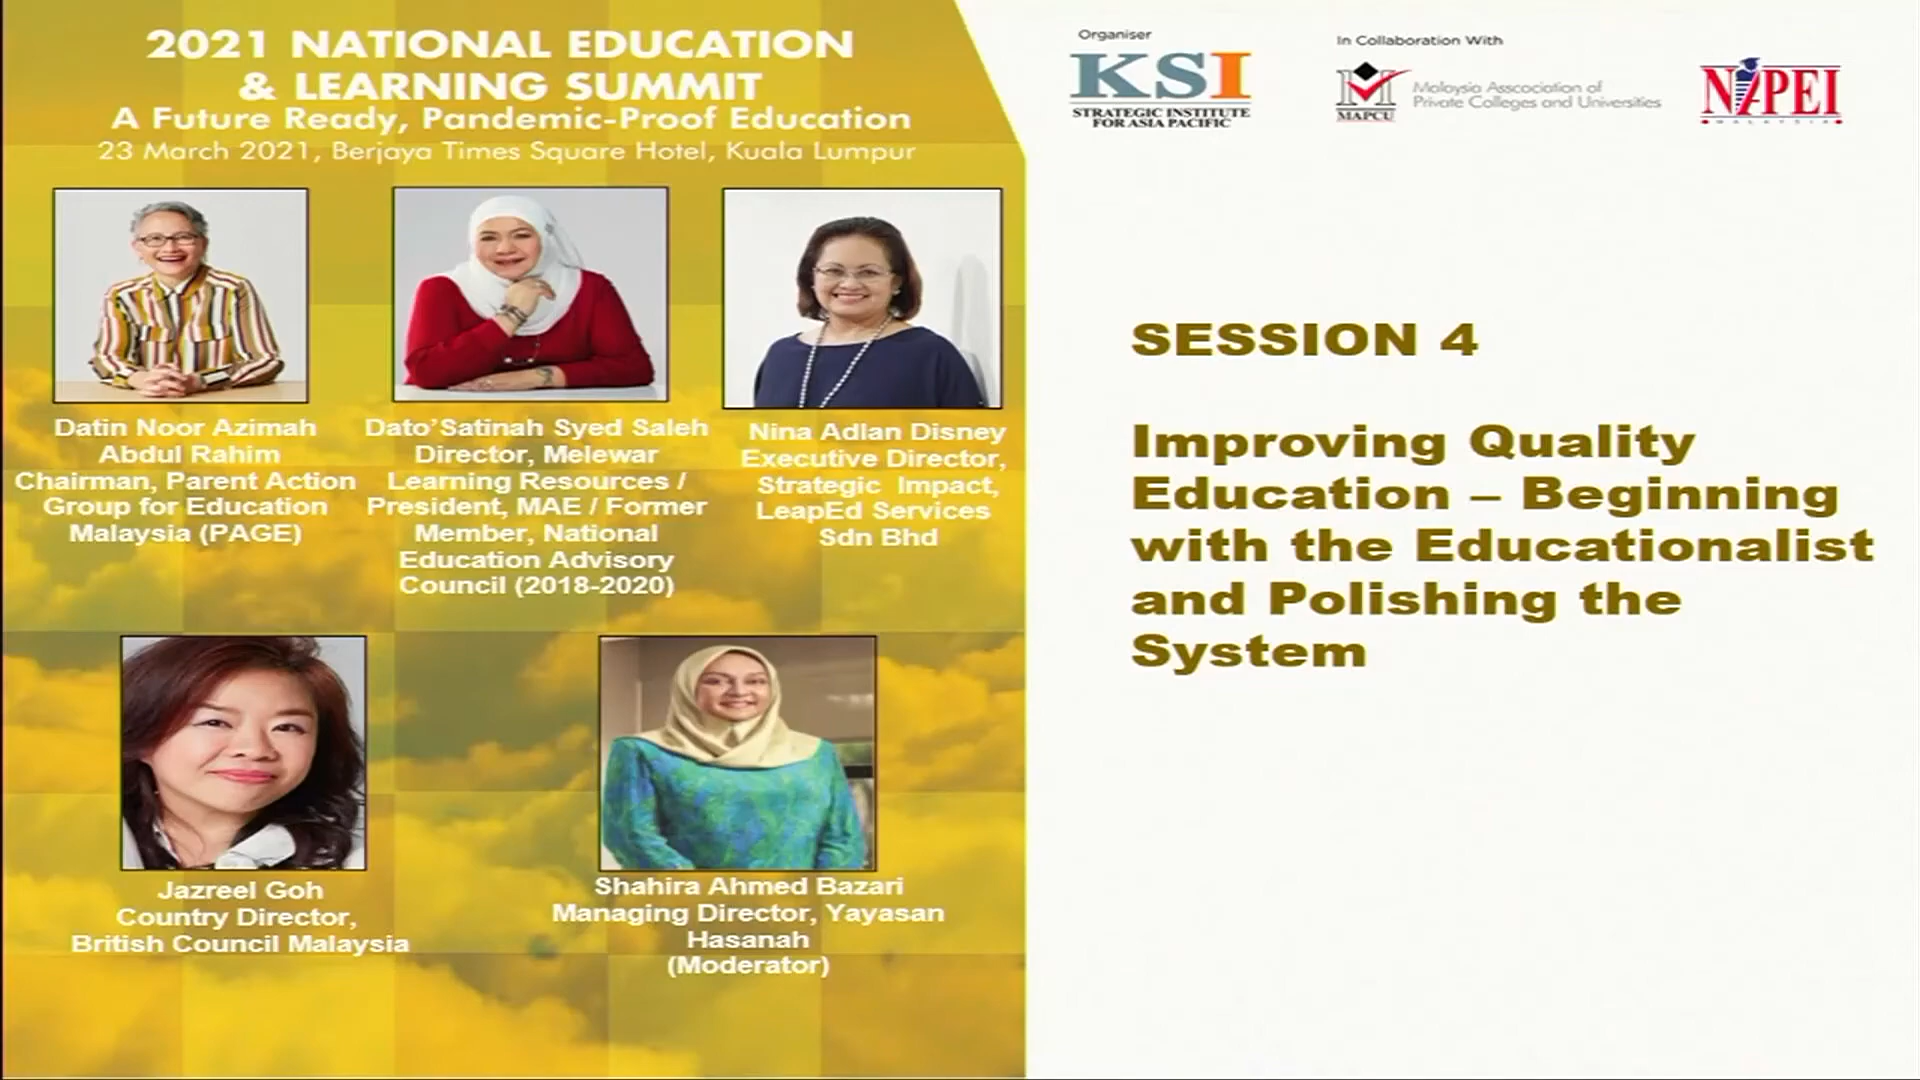 2021 NATIONAL EDUCATION
& LEARNING SUMMIT
A Future Ready, Pandemic-Proof Education
23 March 2021, Berjaya Times Square Hotel, Kuala Lumpur
Datin Noor Azimah
Abdul Rahim
Chairman, Parent Action
Group for Education
Malaysia (PAGE)
Dato’Satinah Syed Saleh
Director, Melewar
Learning Resources /
President, MAE / Former
Member, National
Education Advisory
Council (2018-2020)
Nina Adlan Disney
Executive Director,
Strategic Impact,
LeapEd Services
Sdn Bhd
Jazreel Goh
Country Director,
British Council Malaysia
Shahira Ahmed Bazari
Managing Director, Yayasan
Hasanah
(Moderator)
Organiser
KSI
STRATEGIC INSTITUTE
FOR ASIA PACIFIC
In Collaboration With
MAPCU
Malaysia Association of
Private Colleges and Universities
NAPEI
MALAYSIA
SESSION 4
Improving Quality
Education – Beginning
with the Educationalist
and Polishing the
System